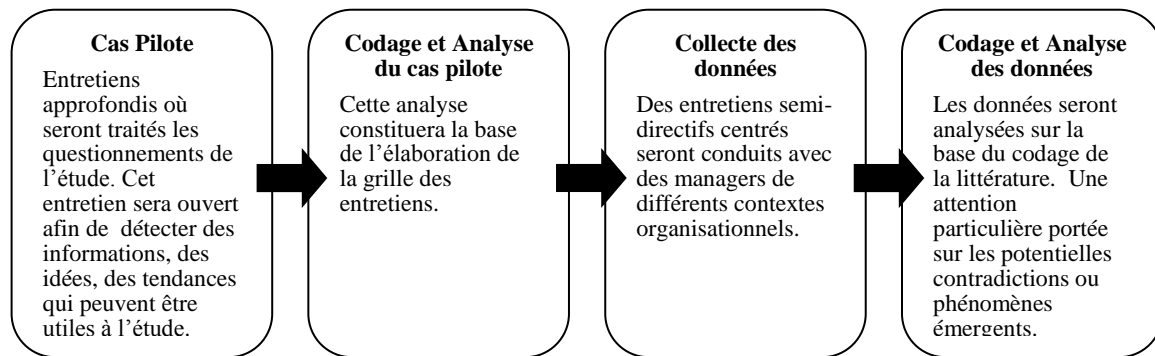 Cas Pilote
Entretiens
approfondis où
seront traités les
questionnements de
l’étude. Cet
entretien sera ouvert
afin de détecter des
informations, des
idées, des tendances
qui peuvent être
utiles à l’étude.
Codage et Analyse
du cas pilote
Cette analyse
constituera la base
de l’élaboration de
la grille des
entretiens.
Collecte des
données
Des entretiens semi-
directifs centrés
seront conduits avec
des managers de
différents contextes
organisationnels.
Codage et Analyse
des données
Les données seront
analysées sur la
base du codage de
la littérature. Une
attention
particulière portée
sur les potentielles
contradictions ou
phénomènes
émergents.